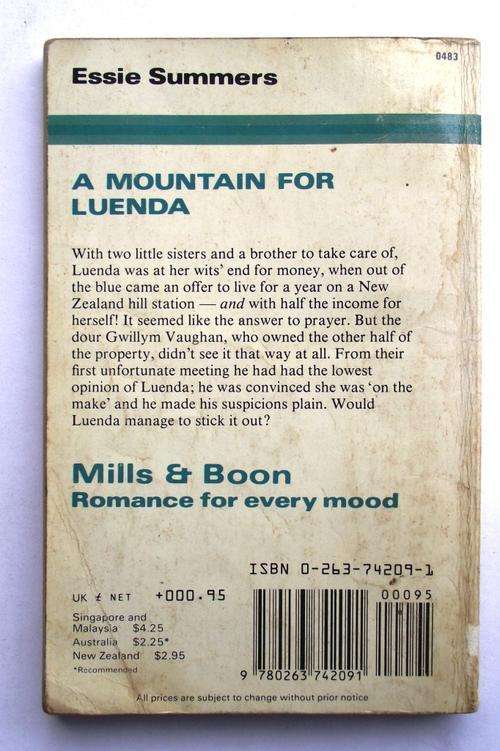 0483
Essie Summers
A MOUNTAIN FOR
LUENDA
With two little sisters and a brother to take care of,
Luenda was at her wits' end for money, when out of
the blue came an offer to live for a year on a New
Zealand hill station — and with half the income for
herself! It seemed like the answer to prayer. But the
dour Gwillym Vaughan, who owned the other half of
the property, didn't see it that way at all. From their
first unfortunate meeting he had had the lowest
opinion of Luenda; he was convinced she was 'on the
make' and he made his suspicions plain. Would
Luenda manage to stick it out?
Mills & Boon
Romance for every mood
ISBN 0-263-74209-1
UK £ NET +000.95
00095
Singapore and
Malaysia $4.25
Australia $2.25*
New Zealand $2.95
*Recommended
9 780263 742091
All prices are subject to change without prior notice